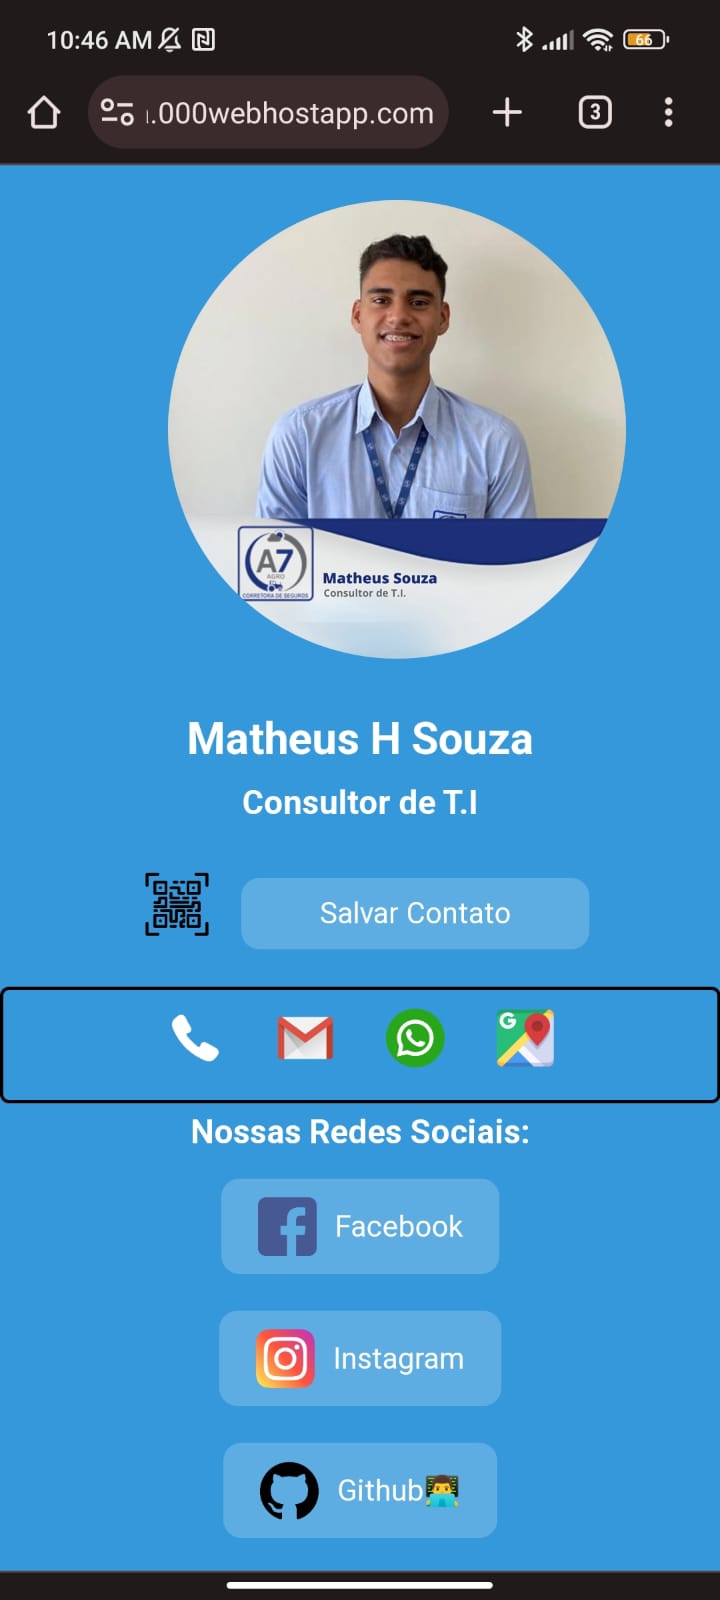 10:46 AM
66
ı.000webhostapp.com
3
A7
AGRO
CORRETORA DE SEGUROS
Matheus Souza
Consultor de T.I.
Matheus H Souza
Consultor de T.I
Salvar Contato
G
Nossas Redes Sociais:
Facebook
Instagram
Github👨‍💻